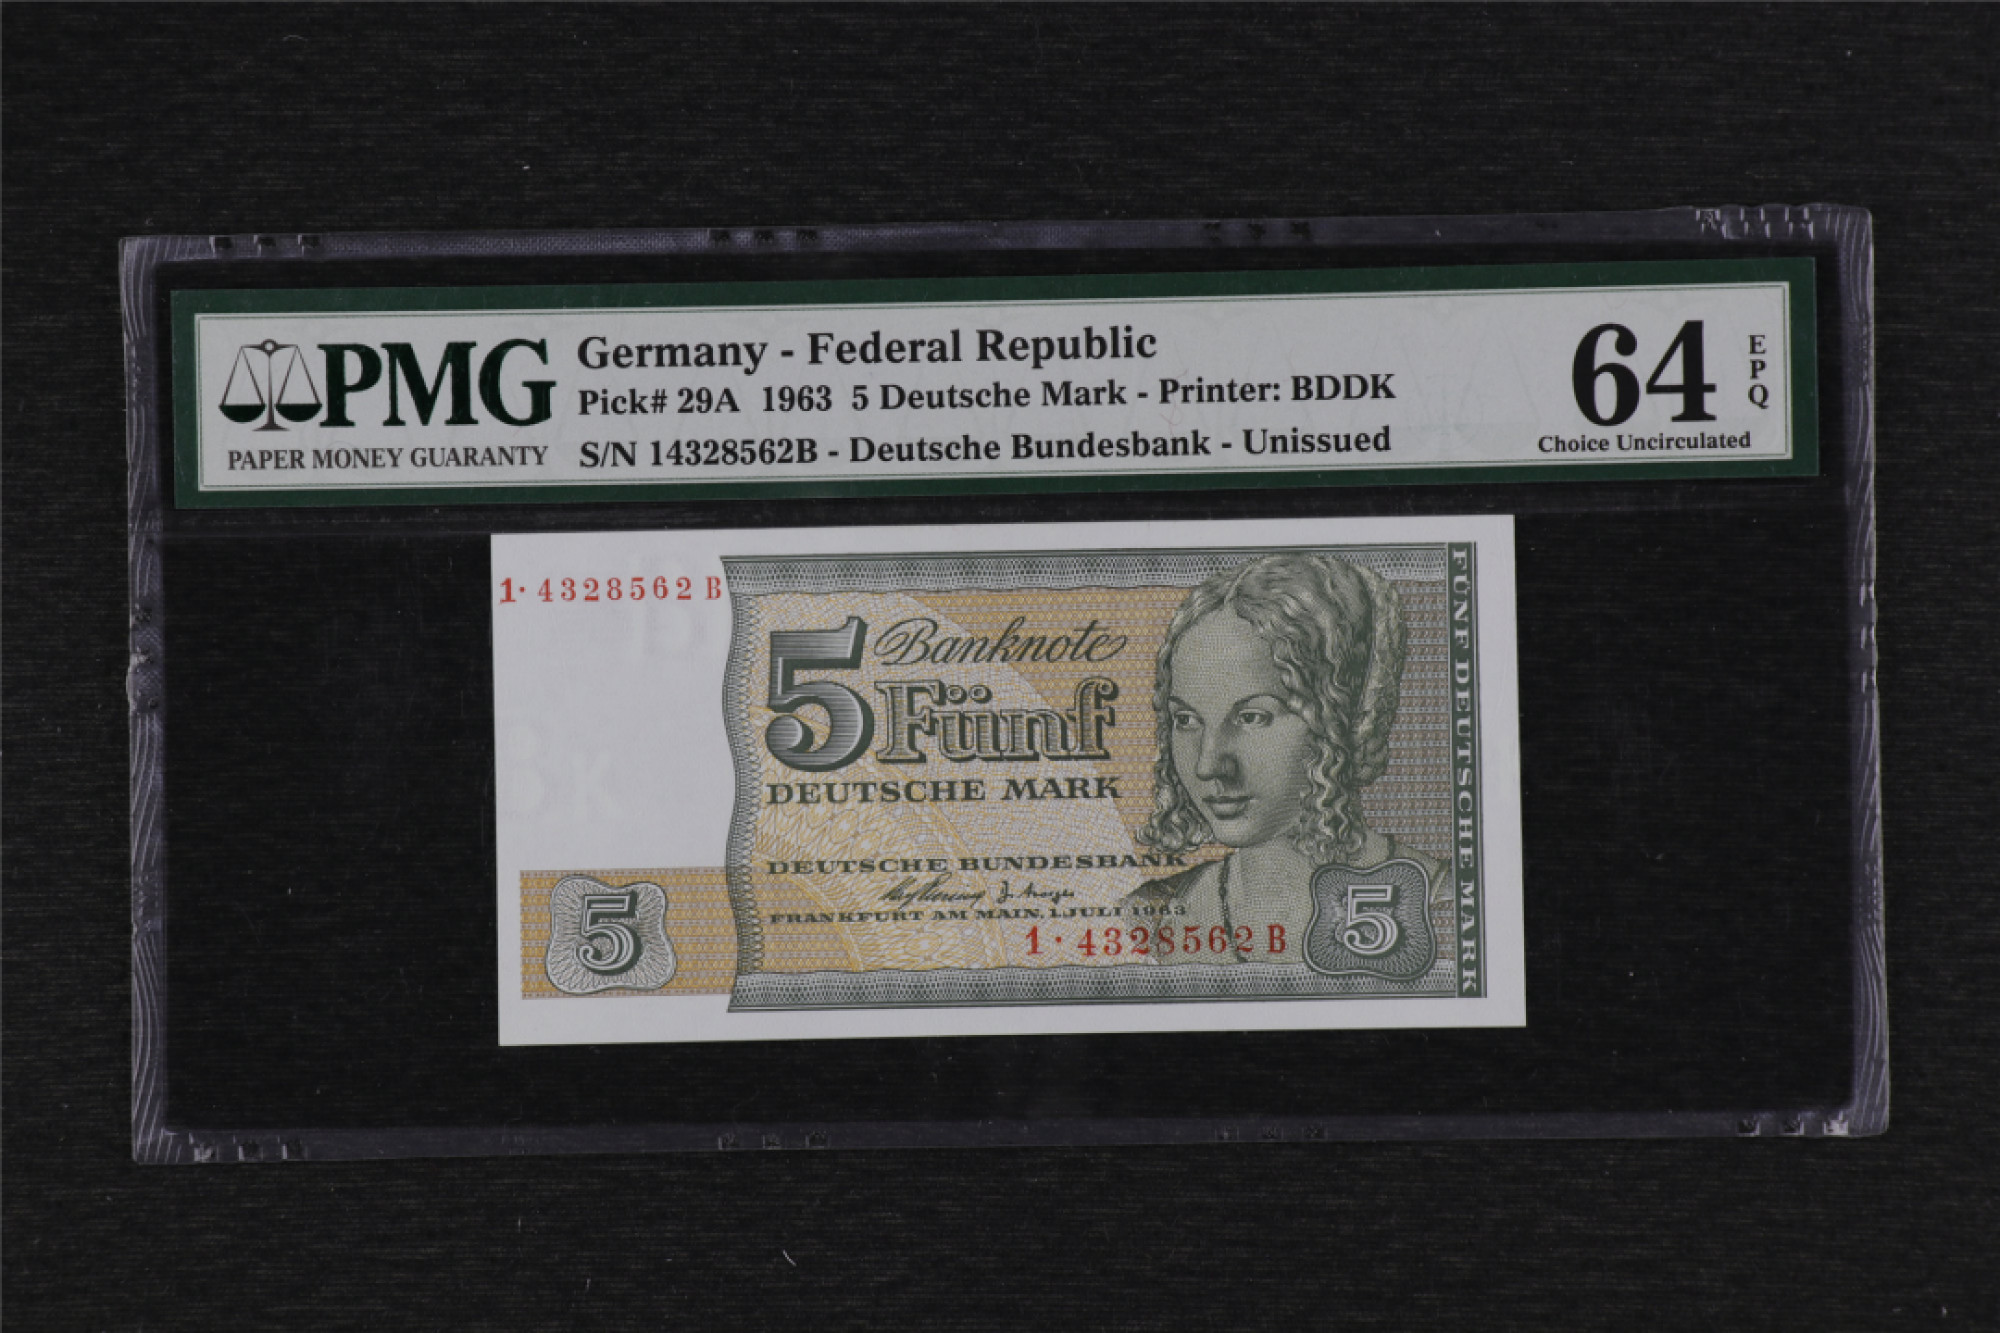 PMG
PAPER MONEY GUARANTY
Germany - Federal Republic
Pick# 29A 1963 5 Deutsche Mark - Printer: BDDK
S/N 14328562B - Deutsche Bundesbank - Unissued
64
EPQ
Choice Uncirculated
1·4328562 B
5
Banknote
Fünf
DEUTSCHE MARK
DEUTSCHE BUNDESBANK
FRANKFURT AM MAIN, 1. JULI 1963
1·4328562 B
5
5
FÜNF DEUTSCHE MARK